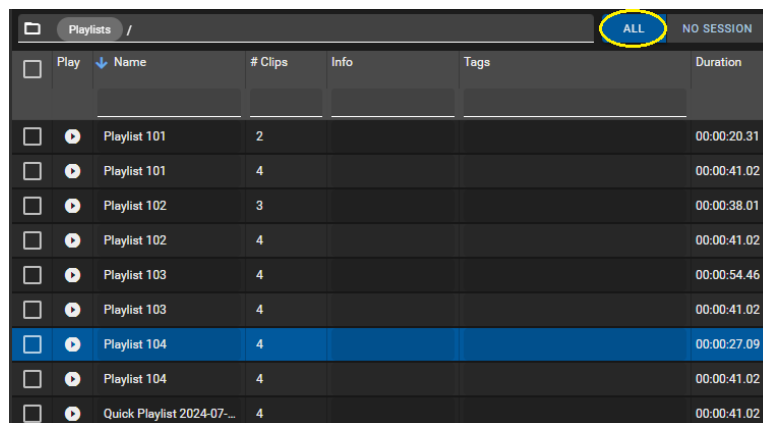 Playlists / ALL NO SESSION
Play Name # Clips Info Tags Duration
Playlist 101 2 00:00:20.31
Playlist 101 4 00:00:41.02
Playlist 102 3 00:00:38.01
Playlist 102 4 00:00:41.02
Playlist 103 4 00:00:54.46
Playlist 103 4 00:00:41.02
Playlist 104 4 00:00:27.09
Playlist 104 4 00:00:41.02
Quick Playlist 2024-07-... 4 00:00:41.02